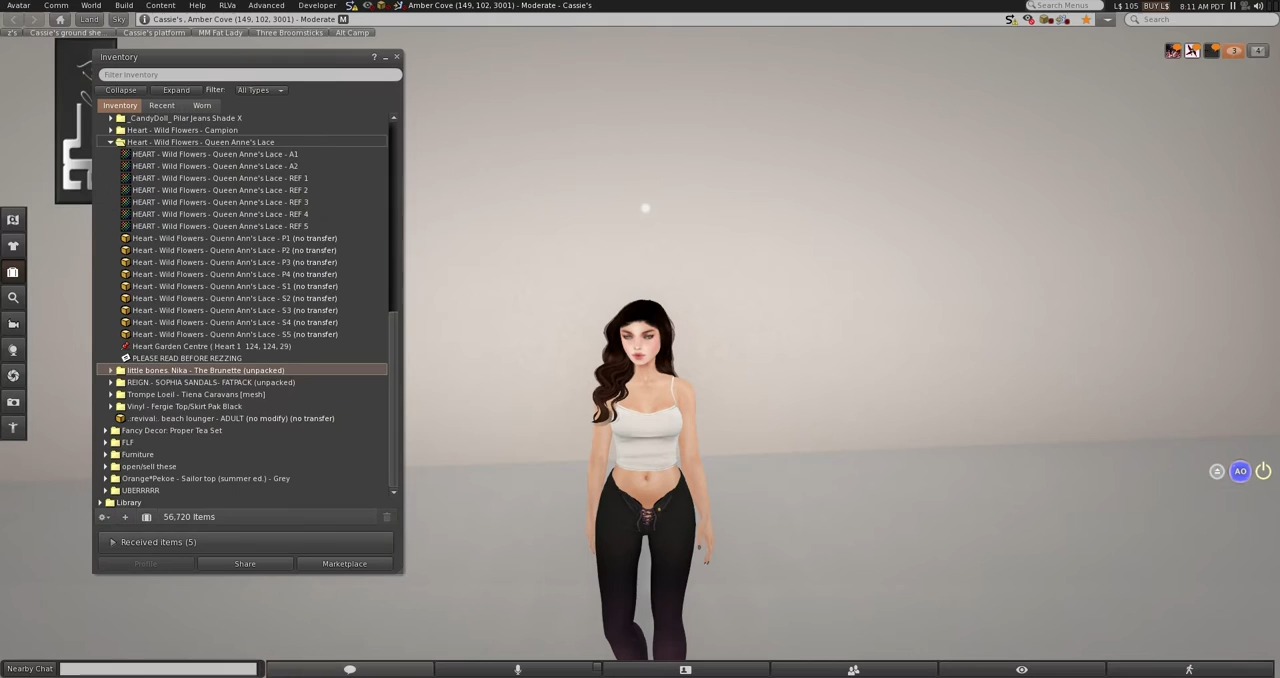 Avatar Comm World Build Content Help RLVa Advanced Developer Amber Cove (149, 102, 3001) - Moderate - Cassie's Search Menus L$ 105 BUY L$ 8:11 AM PDT
Land Sky Cassie's , Amber Cove (149, 102, 3001) - Moderate M Search
z's Cassie's ground she Cassie's platform MM Fat Lady Three Broomsticks Alt Camp
3 4
Inventory ?
Filter Inventory
Collapse Expand Filter: All Types
Inventory Recent Worn
_CandyDoll_ Pilar Jeans Shade X
Heart - Wild Flowers - Campion
Heart - Wild Flowers - Queen Anne's Lace
HEART - Wild Flowers - Queen Anne's Lace - A1
HEART - Wild Flowers - Queen Anne's Lace - A2
HEART - Wild Flowers - Queen Anne's Lace - REF 1
HEART - Wild Flowers - Queen Anne's Lace - REF 2
HEART - Wild Flowers - Queen Anne's Lace - REF 3
HEART - Wild Flowers - Queen Anne's Lace - REF 4
HEART - Wild Flowers - Queen Anne's Lace - REF 5
Heart - Wild Flowers - Quenn Ann's Lace - P1 (no transfer)
Heart - Wild Flowers - Quenn Ann's Lace - P2 (no transfer)
Heart - Wild Flowers - Quenn Ann's Lace - P3 (no transfer)
Heart - Wild Flowers - Quenn Ann's Lace - P4 (no transfer)
Heart - Wild Flowers - Quenn Ann's Lace - S1 (no transfer)
Heart - Wild Flowers - Quenn Ann's Lace - S2 (no transfer)
Heart - Wild Flowers - Quenn Ann's Lace - S3 (no transfer)
Heart - Wild Flowers - Quenn Ann's Lace - S4 (no transfer)
Heart - Wild Flowers - Quenn Ann's Lace - S5 (no transfer)
Heart Garden Centre ( Heart 1 124, 124, 29)
PLEASE READ BEFORE REZZING
little bones. Nika - The Brunette (unpacked)
REIGN - SOPHIA SANDALS- FATPACK (unpacked)
Trompe Loeil - Tiena Caravans [mesh]
Vinyl - Fergie Top/Skirt Pak Black
.:revival:. beach lounger - ADULT (no modify) (no transfer)
Fancy Decor: Proper Tea Set
FLF
Furniture
open/sell these
Orange*Pekoe - Sailor top (summer ed.) - Grey
UBERRRRR
Library
56,720 Items
Received items (5)
Profile Share Marketplace
AO
Nearby Chat